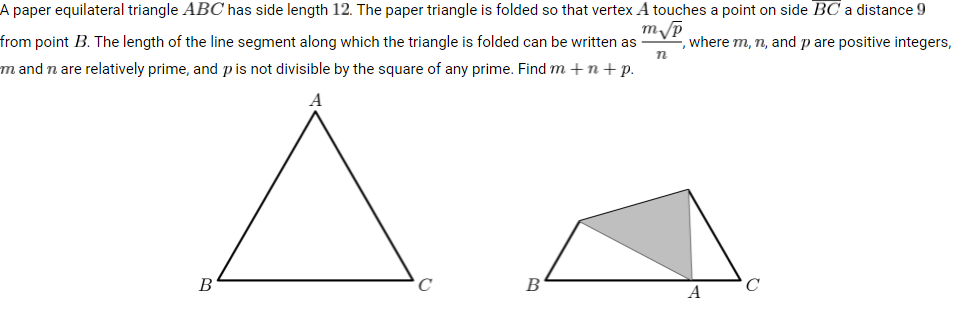 A paper equilateral triangle ABC has side length 12. The paper triangle is folded so that vertex A touches a point on side \overline{BC} a distance 9
from point B. The length of the line segment along which the triangle is folded can be written as \frac{m\sqrt{p}}{n}, where m, n, and p are positive integers,
m and n are relatively prime, and p is not divisible by the square of any prime. Find m + n + p.
A
B C B A C